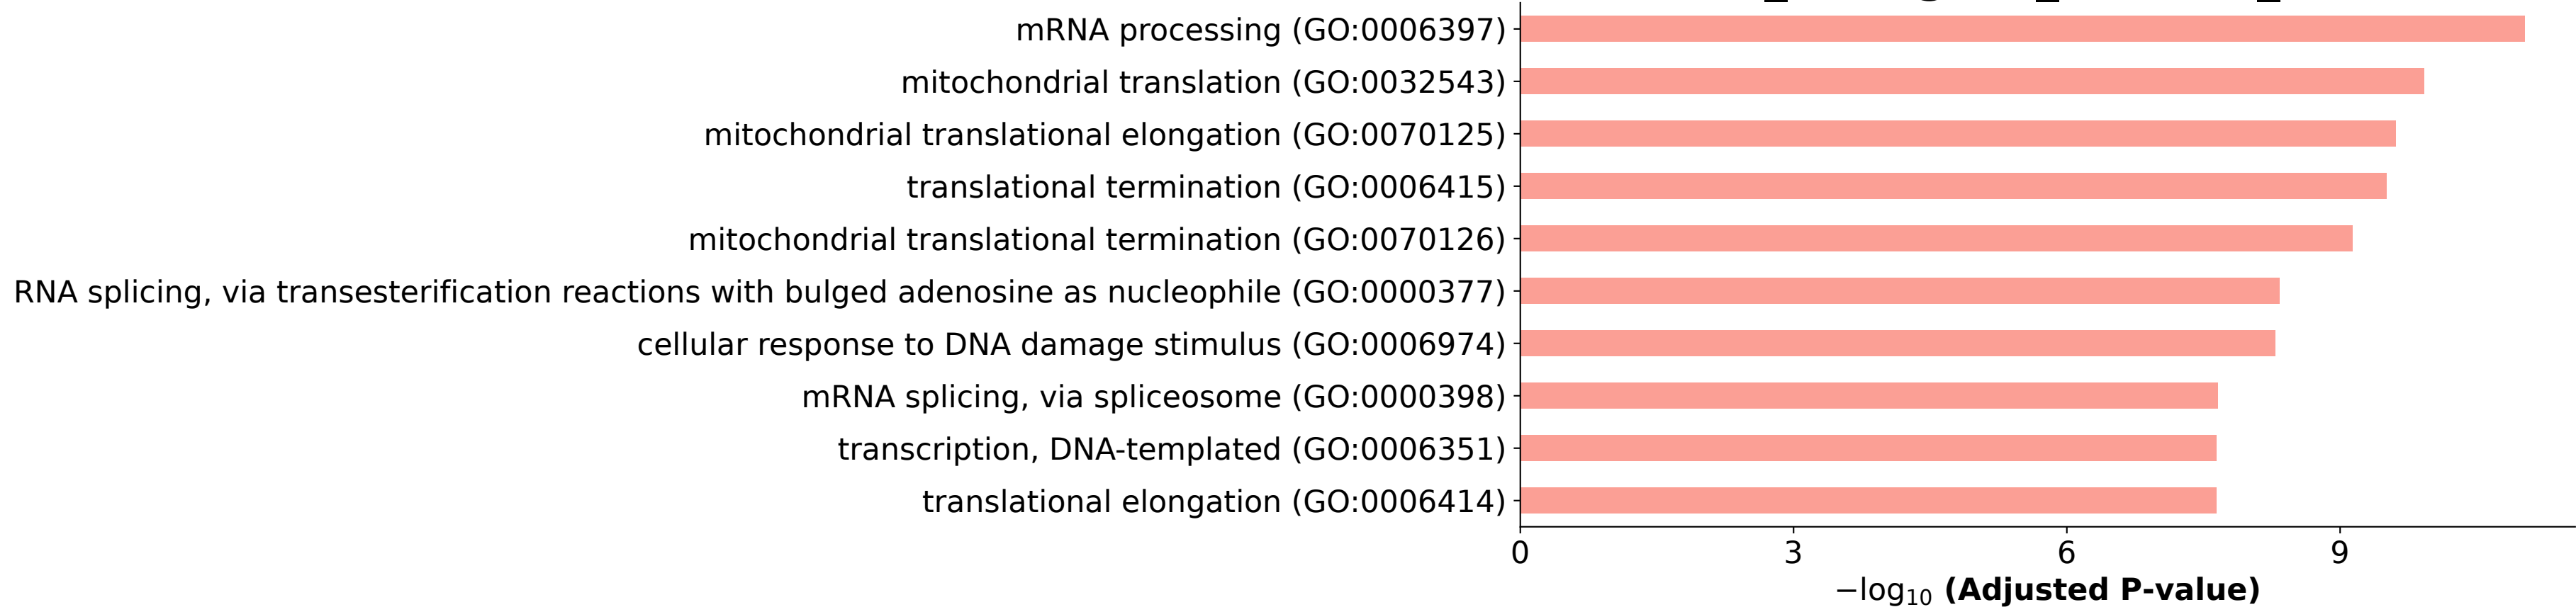 mRNA processing (GO:0006397)
mitochondrial translation (GO:0032543)
mitochondrial translational elongation (GO:0070125)
translational termination (GO:0006415)
mitochondrial translational termination (GO:0070126)
RNA splicing, via transesterification reactions with bulged adenosine as nucleophile (GO:0000377)
cellular response to DNA damage stimulus (GO:0006974)
mRNA splicing, via spliceosome (GO:0000398)
transcription, DNA-templated (GO:0006351)
translational elongation (GO:0006414)
0 3 6 9
−log₁₀ (Adjusted P-value)